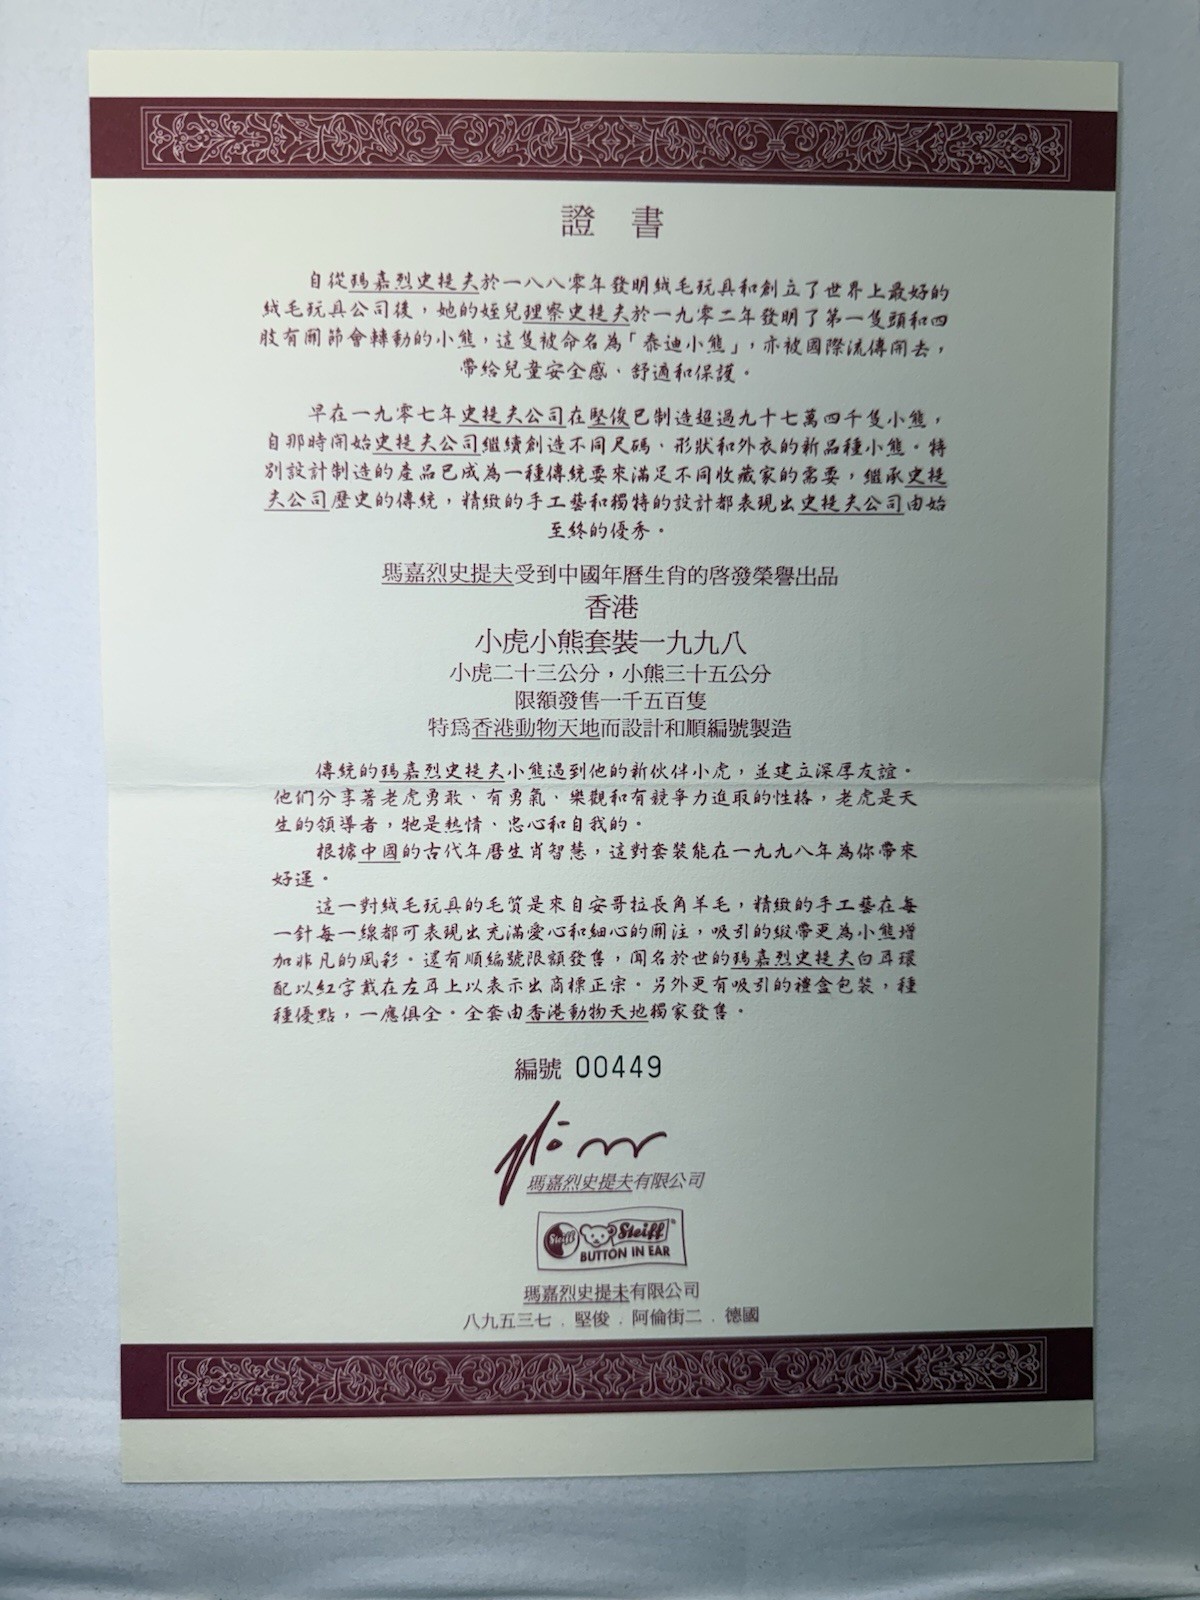 證 書
自從瑪嘉烈史提夫於一八八零年發明絨毛玩具和創立了世界上最好的
絨毛玩具公司後，她的姪兒理察史提夫於一九零二年發明了第一隻頭和四
肢有關節會轉動的小熊，這隻被命名為「泰迪小熊」，亦被國際流傳開去，
帶給兒童安全感、舒適和保護。
早在一九零七年史提夫公司在堅俊已制造超過九十七萬四千隻小熊，
自那時開始史提夫公司繼續創造不同尺碼、形狀和外衣的新品種小熊。特
別設計制造的產品已成為一種傳統要來滿足不同收藏家的需要，繼承史提
夫公司歷史的傳統，精緻的手工藝和獨特的設計都表現出史提夫公司由始
至終的優秀。
瑪嘉烈史提夫受到中國年曆生肖的啓發榮譽出品
香港
小虎小熊套裝一九九八
小虎二十三公分，小熊三十五公分
限額發售一千五百隻
特爲香港動物天地而設計和順編號製造
傳統的瑪嘉烈史提夫小熊遇到他的新伙伴小虎，並建立深厚友誼。
他们分享著老虎勇敢、有勇氣、樂觀和有競爭力進取的性格，老虎是天
生的領導者，牠是熱情、忠心和自我的。
根據中國的古代年曆生肖智慧，這對套裝能在一九九八年為你帶來
好運。
這一對絨毛玩具的毛質是來自安哥拉長角羊毛，精緻的手工藝在每
一針每一線都可表現出充滿愛心和細心的關注，吸引的緞帶更為小熊增
加非凡的風彩。還有順編號限額發售，聞名於世的瑪嘉烈史提夫白耳環
配以紅字戴在左耳上以表示出商標正宗。另外更有吸引的禮盒包裝，種
種優點，一應俱全。全套由香港動物天地獨家發售。
編號 00449
瑪嘉烈史提夫有限公司
Steiff Steiff®
BUTTON IN EAR
瑪嘉烈史提夫有限公司
八九五三七．堅俊．阿倫街二．德國